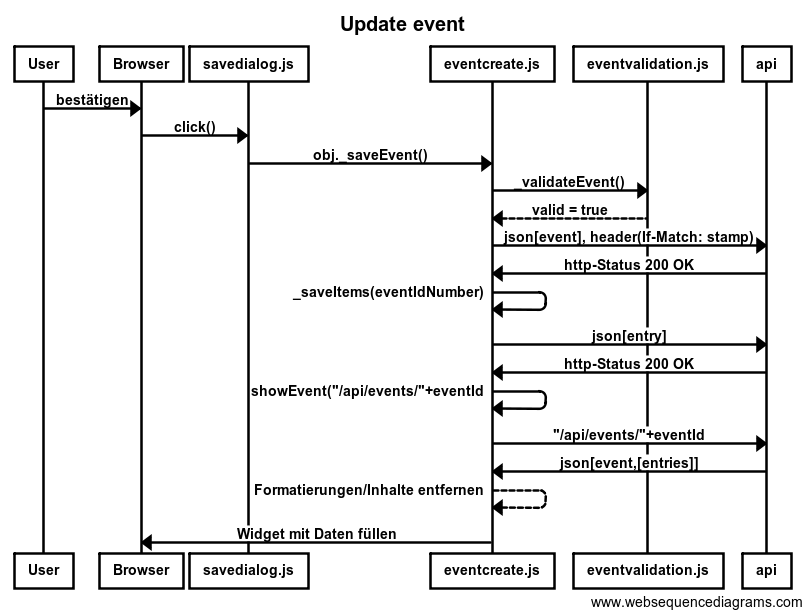 Update event
User Browser savedialog.js eventcreate.js eventvalidation.js api
bestätigen
click()
obj._saveEvent()
_validateEvent()
valid = true
json[event], header(If-Match: stamp)
http-Status 200 OK
_saveItems(eventIdNumber)
json[entry]
http-Status 200 OK
showEvent("/api/events/"+eventId
"/api/events/"+eventId
json[event,[entries]]
Formatierungen/Inhalte entfernen
Widget mit Daten füllen
User Browser savedialog.js eventcreate.js eventvalidation.js api
www.websequencediagrams.com